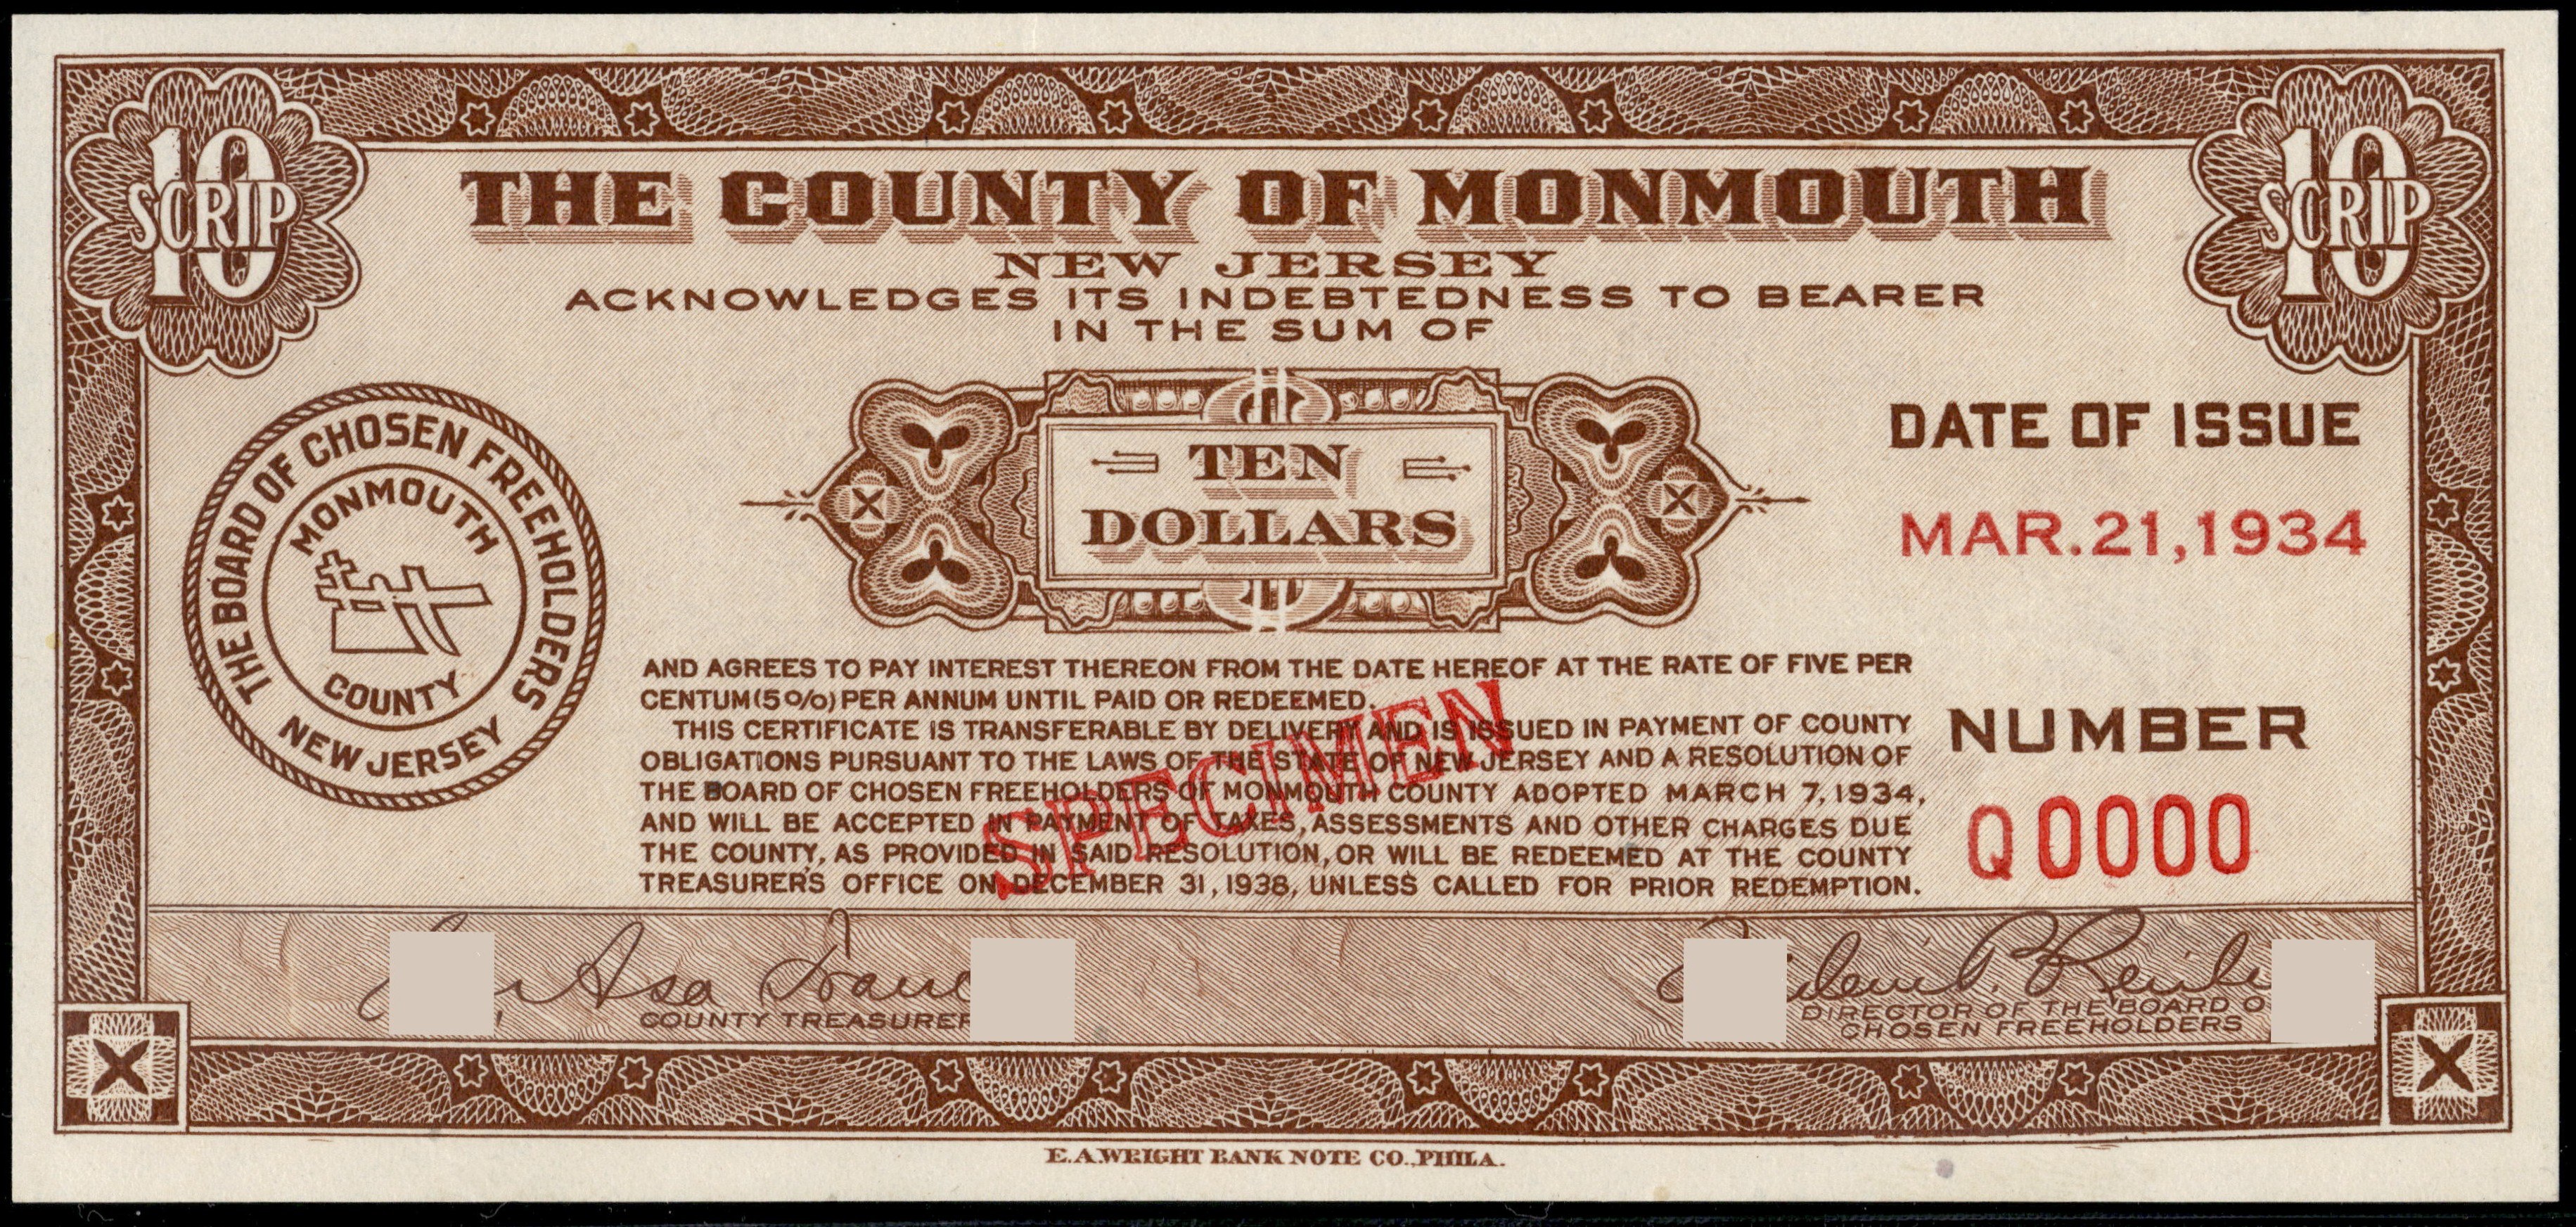 10
SCRIP
10
SCRIP
THE COUNTY OF MONMOUTH
NEW JERSEY
ACKNOWLEDGES ITS INDEBTEDNESS TO BEARER
IN THE SUM OF
TEN
DOLLARS
THE BOARD OF CHOSEN FREEHOLDERS
MONMOUTH
COUNTY
NEW JERSEY
DATE OF ISSUE
MAR.21,1934
AND AGREES TO PAY INTEREST THEREON FROM THE DATE HEREOF AT THE RATE OF FIVE PER
CENTUM(5%)PER ANNUM UNTIL PAID OR REDEEMED.
THIS CERTIFICATE IS TRANSFERABLE BY DELIVERY AND IS ISSUED IN PAYMENT OF COUNTY
OBLIGATIONS PURSUANT TO THE LAWS OF THE STATE OF NEW JERSEY AND A RESOLUTION OF
THE BOARD OF CHOSEN FREEHOLDERS OF MONMOUTH COUNTY ADOPTED MARCH 7,1934,
AND WILL BE ACCEPTED IN PAYMENT OF TAXES, ASSESSMENTS AND OTHER CHARGES DUE
THE COUNTY, AS PROVIDED IN SAID RESOLUTION, OR WILL BE REDEEMED AT THE COUNTY
TREASURER'S OFFICE ON DECEMBER 31, 1938, UNLESS CALLED FOR PRIOR REDEMPTION.
SPECIMEN
NUMBER
Q0000
Asa
COUNTY TREASURER
P.
DIRECTOR OF THE BOARD O
CHOSEN FREEHOLDERS
E.A.WRIGHT BANK NOTE CO.,PHILA.